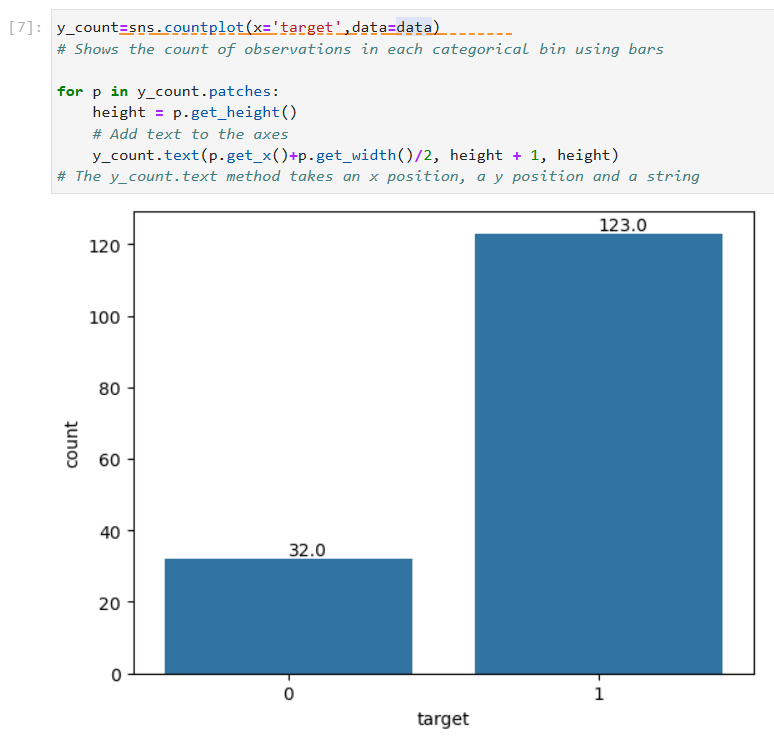 [7]: y_count=sns.countplot(x='target',data=data)
# Shows the count of observations in each categorical bin using bars
for p in y_count.patches:
    height = p.get_height()
    # Add text to the axes
    y_count.text(p.get_x()+p.get_width()/2, height + 1, height)
# The y_count.text method takes an x position, a y position and a string
123.0
120
100
80
count
60
40
32.0
20
0
0 1
target